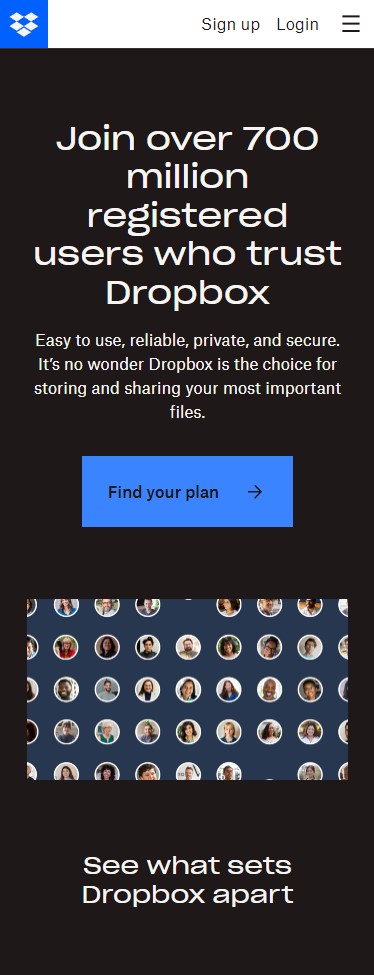 Sign up Login
Join over 700
million
registered
users who trust
Dropbox
Easy to use, reliable, private, and secure.
It’s no wonder Dropbox is the choice for
storing and sharing your most important
files.
Find your plan
See what sets
Dropbox apart